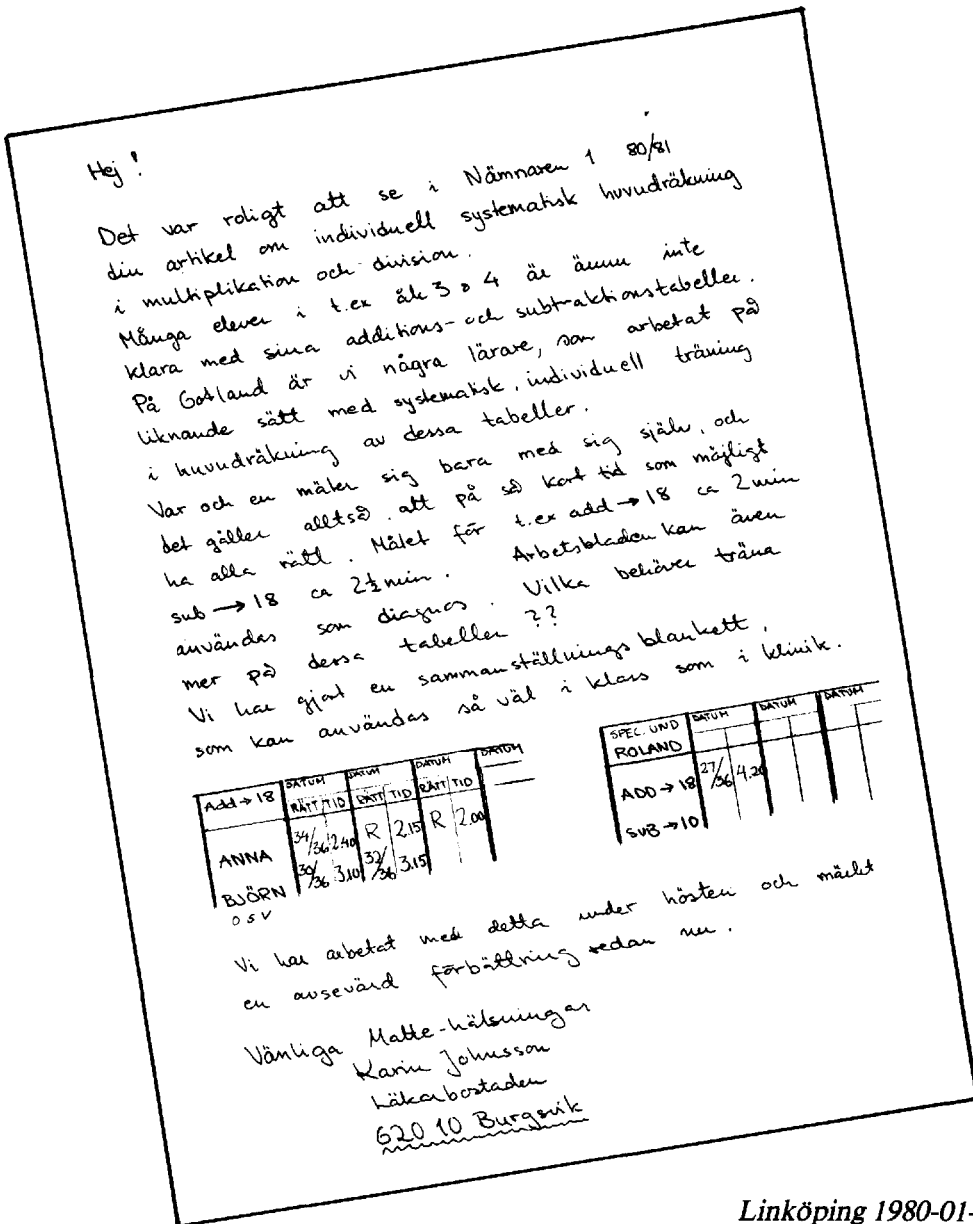 Hej!
Det var roligt att se i Nämnaren 1 80/81
din artikel om individuell systematisk huvudräkning
i multiplikation och division.
Många elever i t.ex åk 3 o 4 är ännu inte
klara med sina additions- och subtraktionstabeller.
På Gotland är vi några lärare, som arbetat på
liknande sätt med systematisk, individuell träning
i huvudräkning av dessa tabeller.
Var och en mäter sig bara med sig själv, och
det gäller alltså att på så kort tid som möjligt
ha alla rätt. Målet för t.ex add → 18 ca 2 min
sub → 18 ca 2½ min. Arbetsbladen kan även
användas som diagnos. Vilka behöver träna
mer på dessa tabeller??
Vi har gjort en sammanställningsblankett,
som kan användas så väl i klass som i klinik.
Add → 18 DATUM DATUM DATUM DATUM
RÄTT TID RÄTT TID RÄTT TID
ANNA 34/36 2.40 R 2.15 R 2.00
BJÖRN 30/36 3.10 32/36 3.15
O S V
SPEC. UND DATUM DATUM DATUM
ROLAND
ADD → 18 27/36 4.20
SUB → 10
Vi har arbetat med detta under hösten och märkt
en avsevärd förbättring redan nu.
Vänliga Matte-hälsningar
Karin Johnsson
Läkarbostaden
620 10 Burgsvik
Linköping 1980-01-